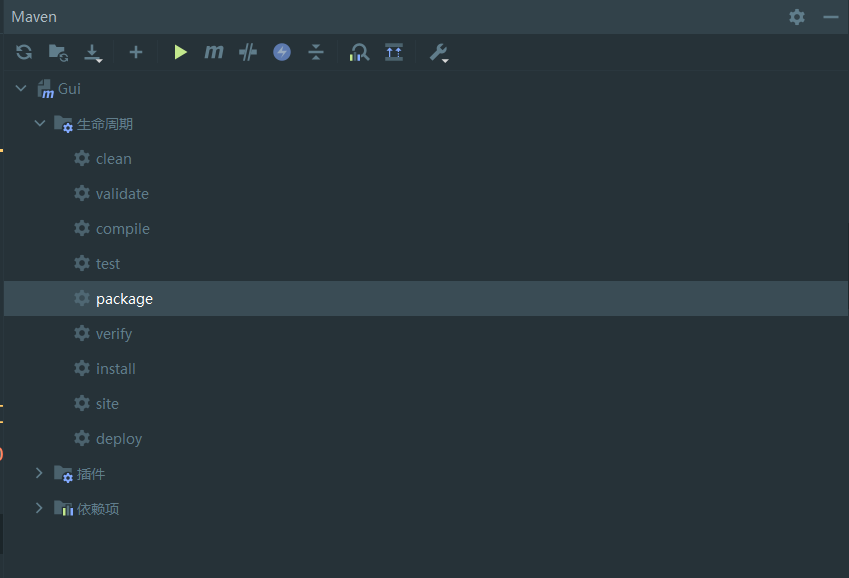 Maven
Gui
生命周期
clean
validate
compile
test
package
verify
install
site
deploy
插件
依赖项